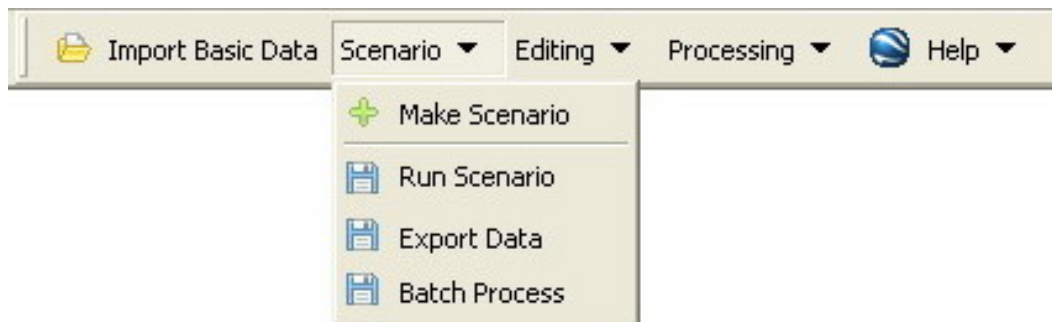 Import Basic Data Scenario Editing Processing Help
Make Scenario
Run Scenario
Export Data
Batch Process